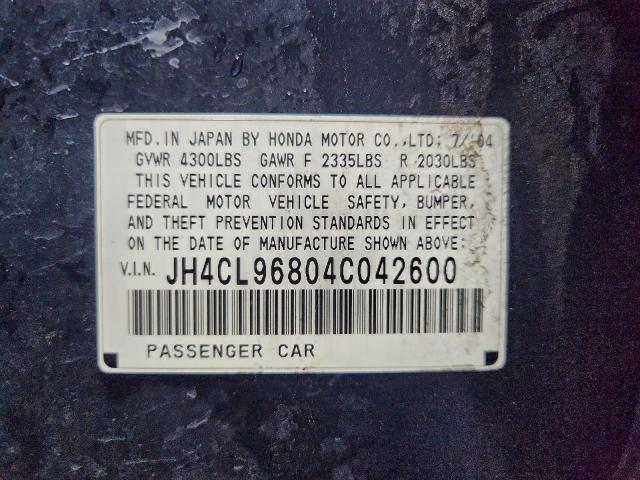 MFD. IN JAPAN BY HONDA MOTOR CO.,LTD; 7/'04
GVWR 4300LBS GAWR F 2335LBS R 2030LBS
THIS VEHICLE CONFORMS TO ALL APPLICABLE
FEDERAL MOTOR VEHICLE SAFETY, BUMPER,
AND THEFT PREVENTION STANDARDS IN EFFECT
ON THE DATE OF MANUFACTURE SHOWN ABOVE:
V.I.N. JH4CL96804C042600
PASSENGER CAR